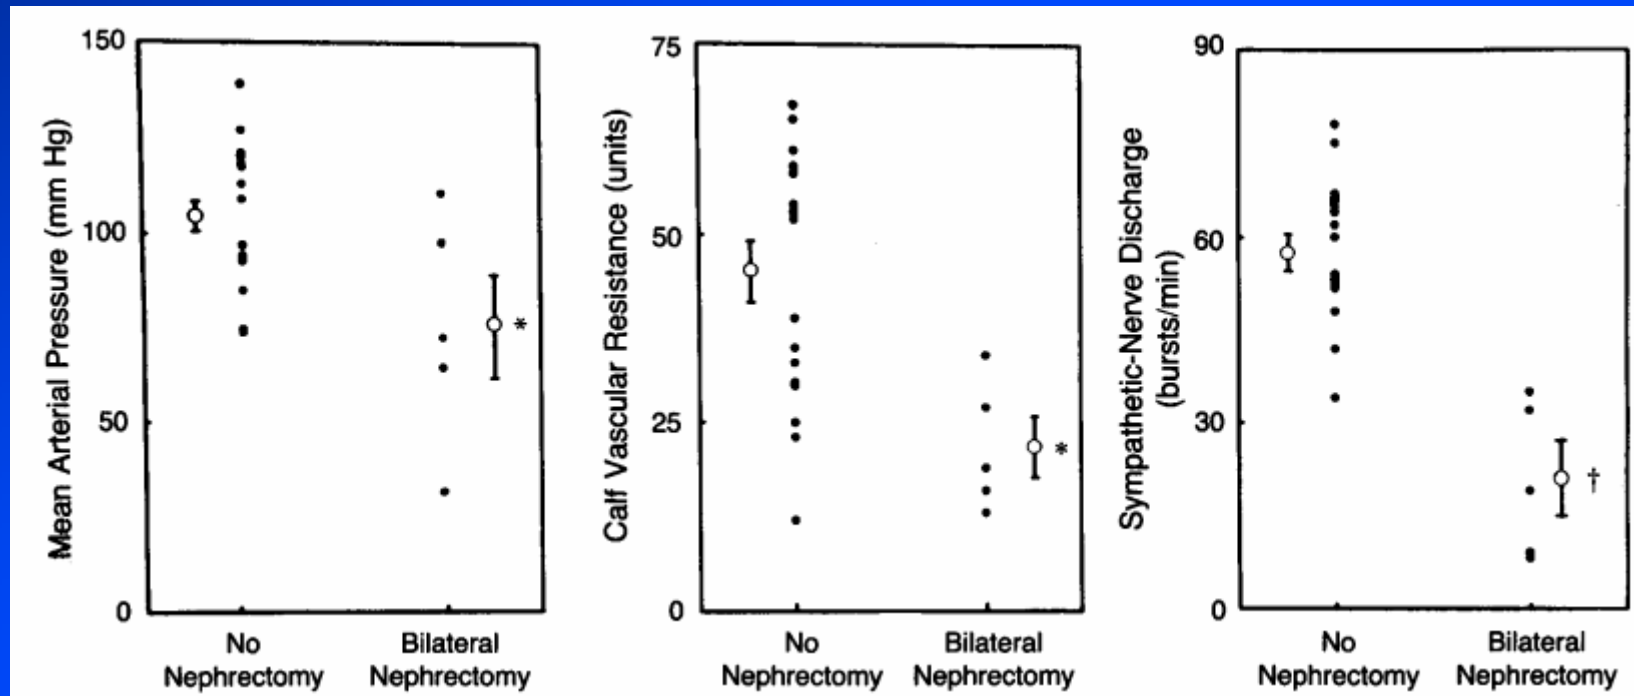 Mean Arterial Pressure (mm Hg)
150
100
50
0
No
Nephrectomy
Bilateral
Nephrectomy
*
Calf Vascular Resistance (units)
75
50
25
0
No
Nephrectomy
Bilateral
Nephrectomy
*
Sympathetic-Nerve Discharge
(bursts/min)
90
60
30
0
No
Nephrectomy
Bilateral
Nephrectomy
†